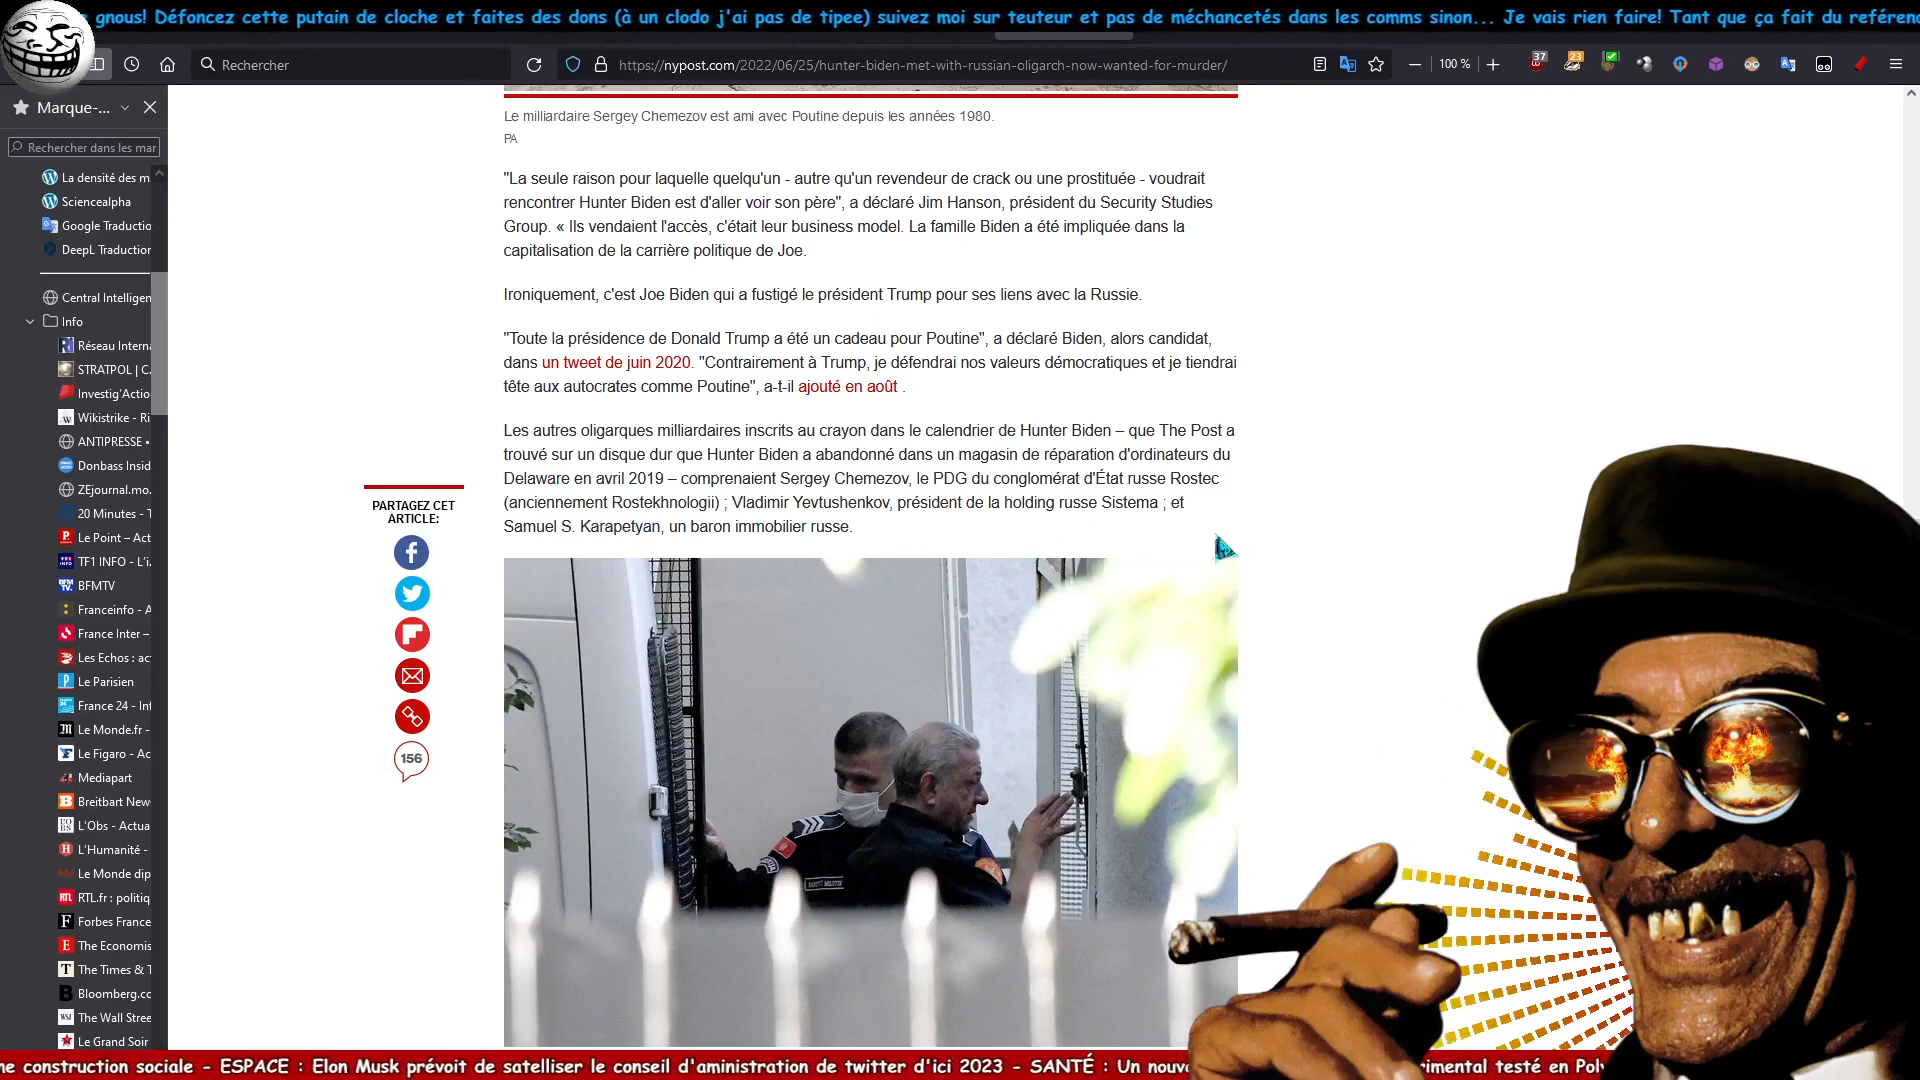 gnous! Défoncez cette putain de cloche et faites des dons (à un clodo j'ai pas de tipee) suivez moi sur teuteur et pas de méchancetés dans les comms sinon... Je vais rien faire! Tant que ça fait du
Rechercher
https://nypost.com/2022/06/25/hunter-biden-met-with-russian-oligarch-now-wanted-for-murder/
100 %
37
23
Marque-...
Rechercher dans les mar
La densité des m
Sciencealpha
Google Traductio
DeepL Traduction
Central Intelligen
Info
Réseau Interna
STRATPOL | C.
Investig'Actio
Wikistrike - Ri
ANTIPRESSE •
Donbass Insid
ZEjournal.mo.
20 Minutes - T
Le Point – Act
TF1 INFO - L'i.
BFMTV
Franceinfo - A
France Inter –
Les Echos : act
Le Parisien
France 24 - Inf
Le Monde.fr -
Le Figaro - Ac
Mediapart
Breitbart News
L'Obs - Actua
L'Humanité -
Le Monde dip
RTL.fr : politiq
Forbes France
The Economis
The Times & T
Bloomberg.co
The Wall Stree
Le Grand Soir
Le milliardaire Sergey Chemezov est ami avec Poutine depuis les années 1980.
PA
"La seule raison pour laquelle quelqu'un - autre qu'un revendeur de crack ou une prostituée - voudrait
rencontrer Hunter Biden est d'aller voir son père", a déclaré Jim Hanson, président du Security Studies
Group. « Ils vendaient l'accès, c'était leur business model. La famille Biden a été impliquée dans la
capitalisation de la carrière politique de Joe.
Ironiquement, c'est Joe Biden qui a fustigé le président Trump pour ses liens avec la Russie.
"Toute la présidence de Donald Trump a été un cadeau pour Poutine", a déclaré Biden, alors candidat,
dans un tweet de juin 2020. "Contrairement à Trump, je défendrai nos valeurs démocratiques et je tiendrai
tête aux autocrates comme Poutine", a-t-il ajouté en août .
Les autres oligarques milliardaires inscrits au crayon dans le calendrier de Hunter Biden – que The Post a
trouvé sur un disque dur que Hunter Biden a abandonné dans un magasin de réparation d'ordinateurs du
Delaware en avril 2019 – comprenaient Sergey Chemezov, le PDG du conglomérat d'État russe Rostec
(anciennement Rostekhnologii) ; Vladimir Yevtushenkov, président de la holding russe Sistema ; et
Samuel S. Karapetyan, un baron immobilier russe.
PARTAGEZ CET
ARTICLE:
156
ne construction sociale - ESPACE : Elon Musk prévoit de satelliser le conseil d'aministration de twitter d'ici 2023 - SANTÉ : Un nouv
rimental testé en Pol